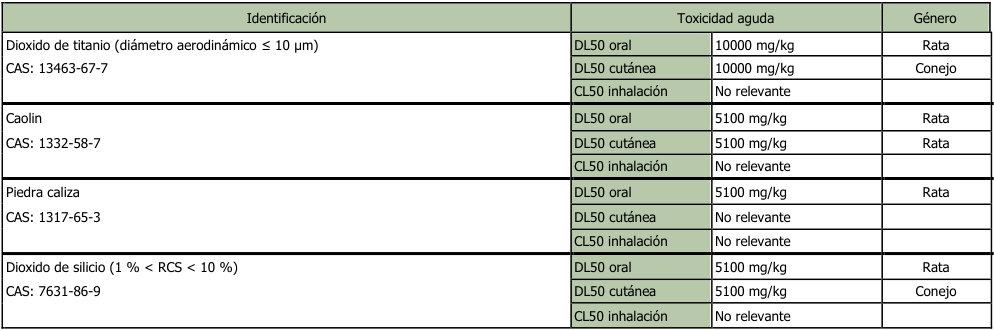 Identificación Toxicidad aguda Género
Dioxido de titanio (diámetro aerodinámico ≤ 10 µm) DL50 oral 10000 mg/kg Rata
CAS: 13463-67-7 DL50 cutánea 10000 mg/kg Conejo
CL50 inhalación No relevante
Caolin DL50 oral 5100 mg/kg Rata
CAS: 1332-58-7 DL50 cutánea 5100 mg/kg Rata
CL50 inhalación No relevante
Piedra caliza DL50 oral 5100 mg/kg Rata
CAS: 1317-65-3 DL50 cutánea No relevante
CL50 inhalación No relevante
Dioxido de silicio (1 % < RCS < 10 %) DL50 oral 5100 mg/kg Rata
CAS: 7631-86-9 DL50 cutánea 5100 mg/kg Conejo
CL50 inhalación No relevante